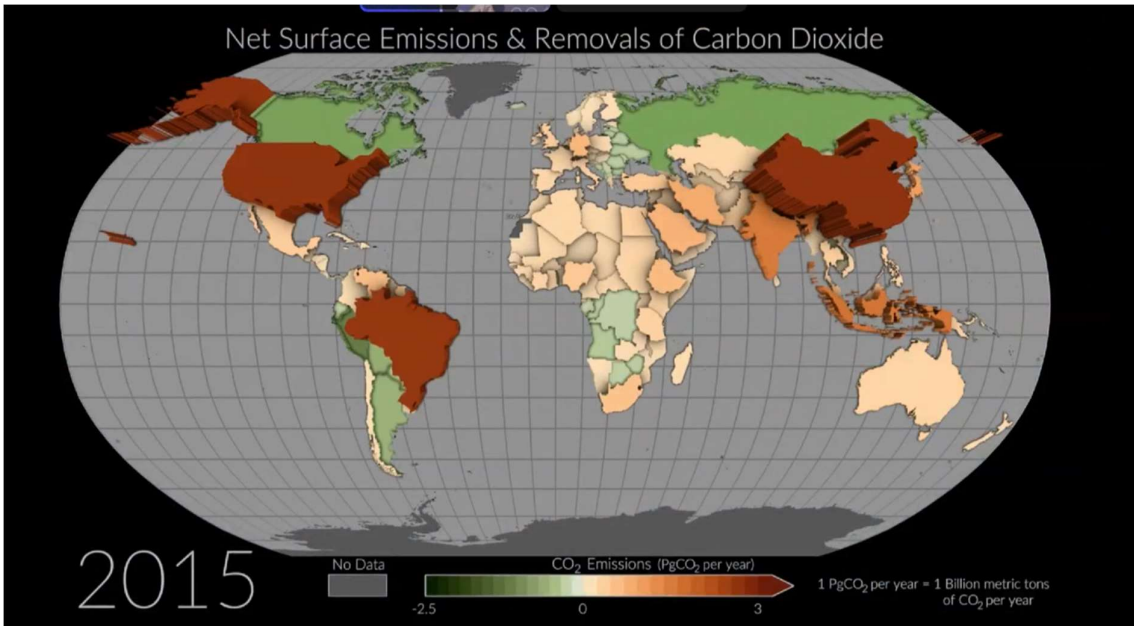 Net Surface Emissions & Removals of Carbon Dioxide
2015
No Data
CO₂ Emissions (PgCO₂ per year)
-2.5
0
3
1 PgCO₂ per year = 1 Billion metric tons
of CO₂ per year